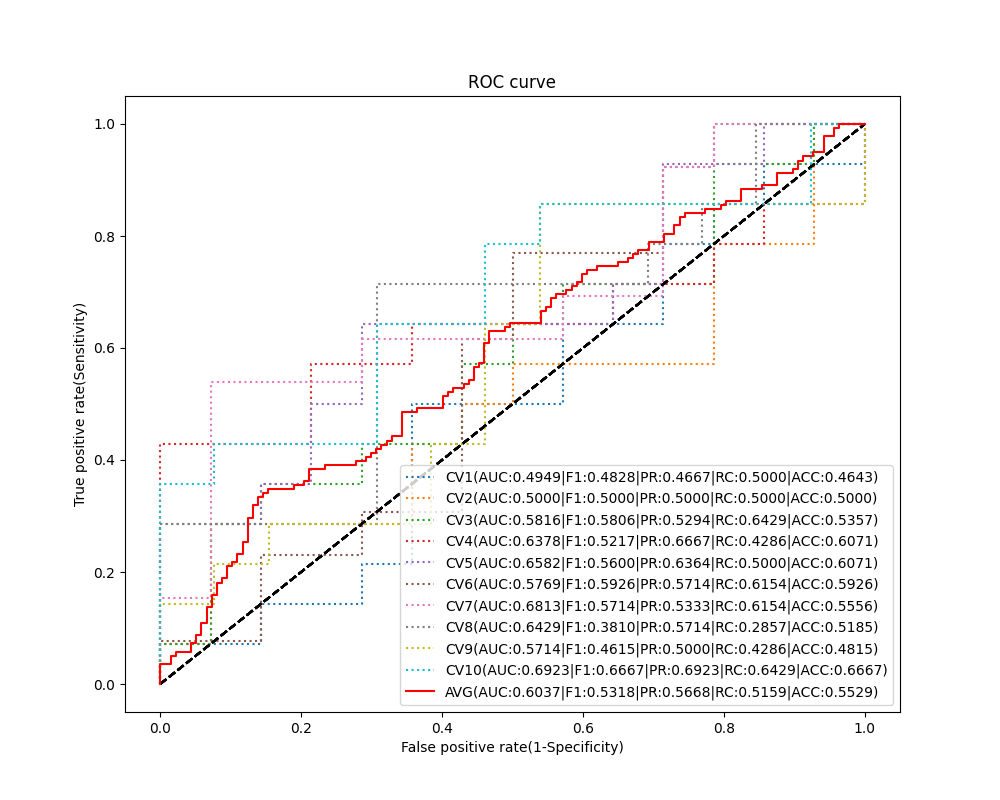 ROC curve
True positive rate(Sensitivity)
1.0
0.8
0.6
0.4
0.2
0.0
CV1(AUC:0.4949|F1:0.4828|PR:0.4667|RC:0.5000|ACC:0.4643)
CV2(AUC:0.5000|F1:0.5000|PR:0.5000|RC:0.5000|ACC:0.5000)
CV3(AUC:0.5816|F1:0.5806|PR:0.5294|RC:0.6429|ACC:0.5357)
CV4(AUC:0.6378|F1:0.5217|PR:0.6667|RC:0.4286|ACC:0.6071)
CV5(AUC:0.6582|F1:0.5600|PR:0.6364|RC:0.5000|ACC:0.6071)
CV6(AUC:0.5769|F1:0.5926|PR:0.5714|RC:0.6154|ACC:0.5926)
CV7(AUC:0.6813|F1:0.5714|PR:0.5333|RC:0.6154|ACC:0.5556)
CV8(AUC:0.6429|F1:0.3810|PR:0.5714|RC:0.2857|ACC:0.5185)
CV9(AUC:0.5714|F1:0.4615|PR:0.5000|RC:0.4286|ACC:0.4815)
CV10(AUC:0.6923|F1:0.6667|PR:0.6923|RC:0.6429|ACC:0.6667)
AVG(AUC:0.6037|F1:0.5318|PR:0.5668|RC:0.5159|ACC:0.5529)
0.0 0.2 0.4 0.6 0.8 1.0
False positive rate(1-Specificity)